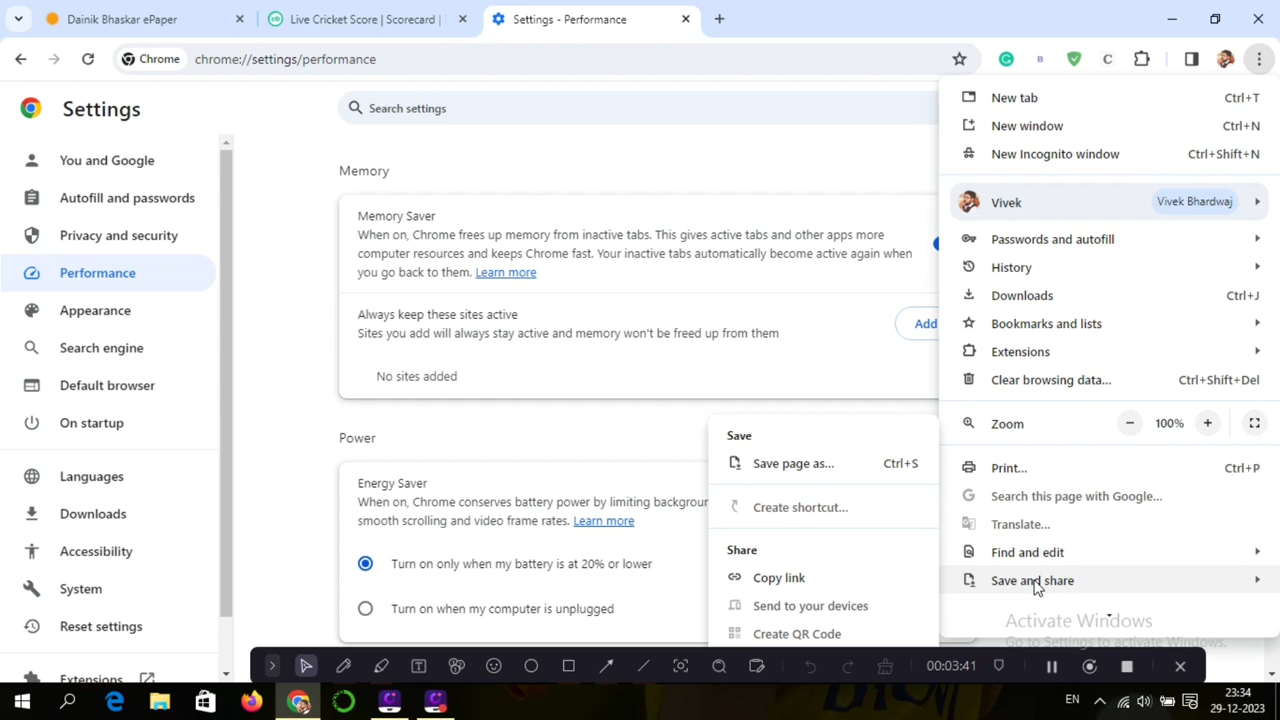 Dainik Bhaskar ePaper
Live Cricket Score | Scorecard |
Settings - Performance
Chrome
chrome://settings/performance
Settings
Search settings
You and Google
Autofill and passwords
Privacy and security
Performance
Appearance
Search engine
Default browser
On startup
Languages
Downloads
Accessibility
System
Reset settings
Extensions
Memory
Memory Saver
When on, Chrome frees up memory from inactive tabs. This gives active tabs and other apps more
computer resources and keeps Chrome fast. Your inactive tabs automatically become active again when
you go back to them. Learn more
Always keep these sites active
Sites you add will always stay active and memory won't be freed up from them
Add
No sites added
Power
Energy Saver
When on, Chrome conserves battery power by limiting backgroun
smooth scrolling and video frame rates. Learn more
Turn on only when my battery is at 20% or lower
Turn on when my computer is unplugged
Save
Save page as... Ctrl+S
Create shortcut...
Share
Copy link
Send to your devices
Create QR Code
New tab Ctrl+T
New window Ctrl+N
New Incognito window Ctrl+Shift+N
Vivek Vivek Bhardwaj
Passwords and autofill
History
Downloads Ctrl+J
Bookmarks and lists
Extensions
Clear browsing data... Ctrl+Shift+Del
Zoom − 100% +
Print... Ctrl+P
Search this page with Google...
Translate...
Find and edit
Save and share
Activate Windows
Go to Settings to activate Windows.
00:03:41
EN
23:34
29-12-2023